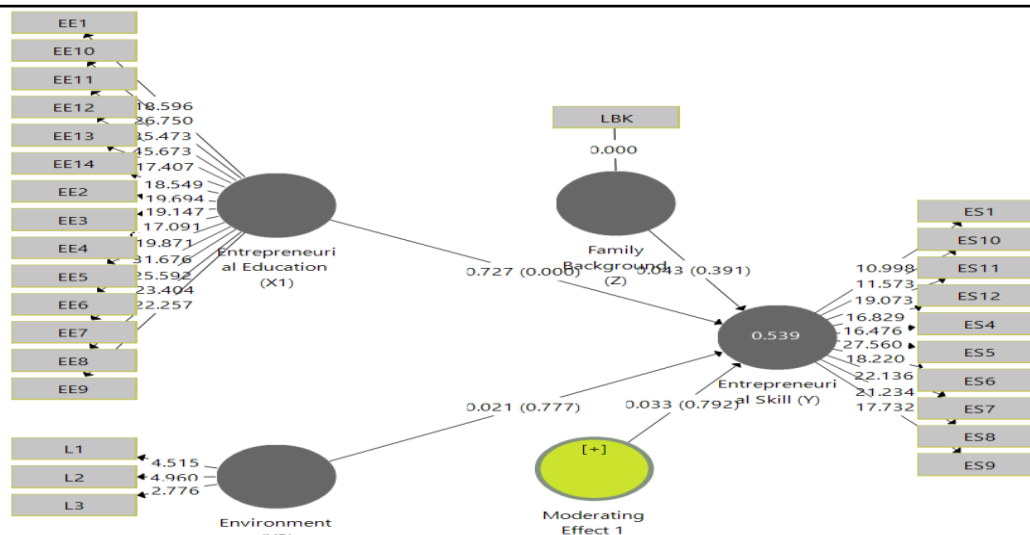 EE1
EE10
EE11
EE12
EE13
EE14
EE2
EE3
EE4
EE5
EE6
EE7
EE8
EE9
18.596
26.750
35.473
45.673
17.407
18.549
19.694
19.147
17.091
19.871
31.676
25.592
23.404
22.257
Entrepreneuri
al Education
(X1)
LBK
0.000
Family
Background
(Z)
0.727 (0.000)
0.043 (0.391)
0.539
Entrepreneuri
al Skill (Y)
10.998
11.573
19.073
16.829
16.476
27.560
18.220
22.136
21.234
17.732
ES1
ES10
ES11
ES12
ES4
ES5
ES6
ES7
ES8
ES9
0.021 (0.777)
0.033 (0.792)
L1
L2
L3
4.515
4.960
2.776
Environment
[+]
Moderating
Effect 1